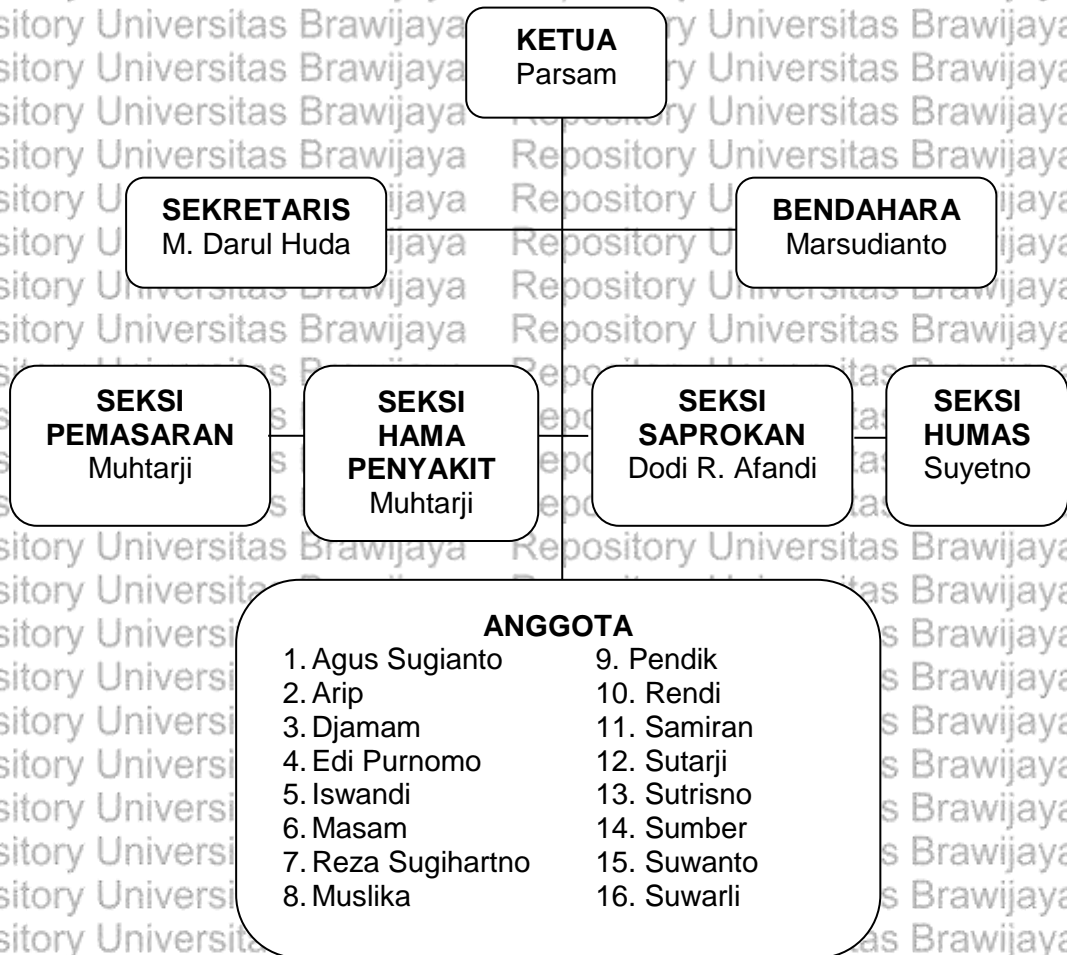 KETUA
Parsam
SEKRETARIS
M. Darul Huda
BENDAHARA
Marsudianto
SEKSI
PEMASARAN
Muhtarji
SEKSI
HAMA
PENYAKIT
Muhtarji
SEKSI
SAPROKAN
Dodi R. Afandi
SEKSI
HUMAS
Suyetno
ANGGOTA
1. Agus Sugianto
2. Arip
3. Djamam
4. Edi Purnomo
5. Iswandi
6. Masam
7. Reza Sugihartno
8. Muslika
9. Pendik
10. Rendi
11. Samiran
12. Sutarji
13. Sutrisno
14. Sumber
15. Suwanto
16. Suwarli
Repository Universitas Brawijaya